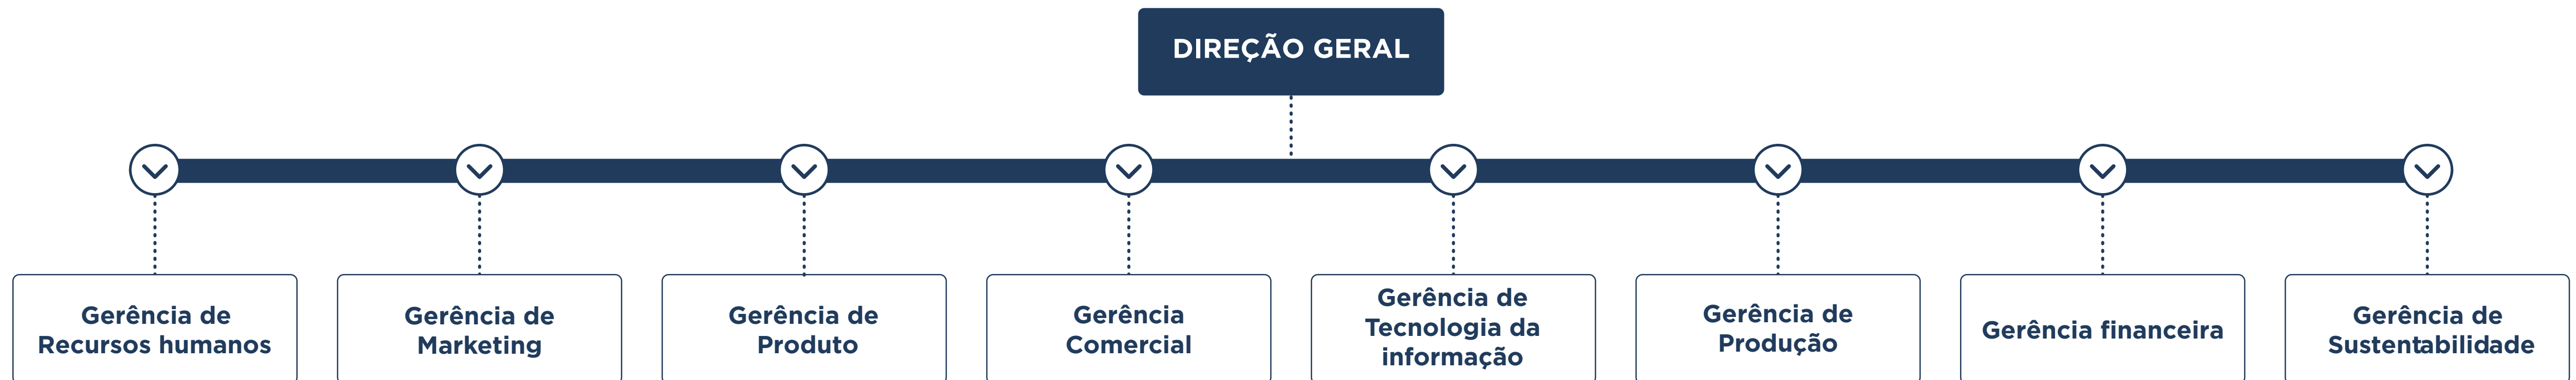 DIREÇÃO GERAL
Gerência de
Recursos humanos
Gerência de
Marketing
Gerência de
Produto
Gerência
Comercial
Gerência de
Tecnologia da
informação
Gerência de
Produção
Gerência financeira
Gerência de
Sustentabilidade